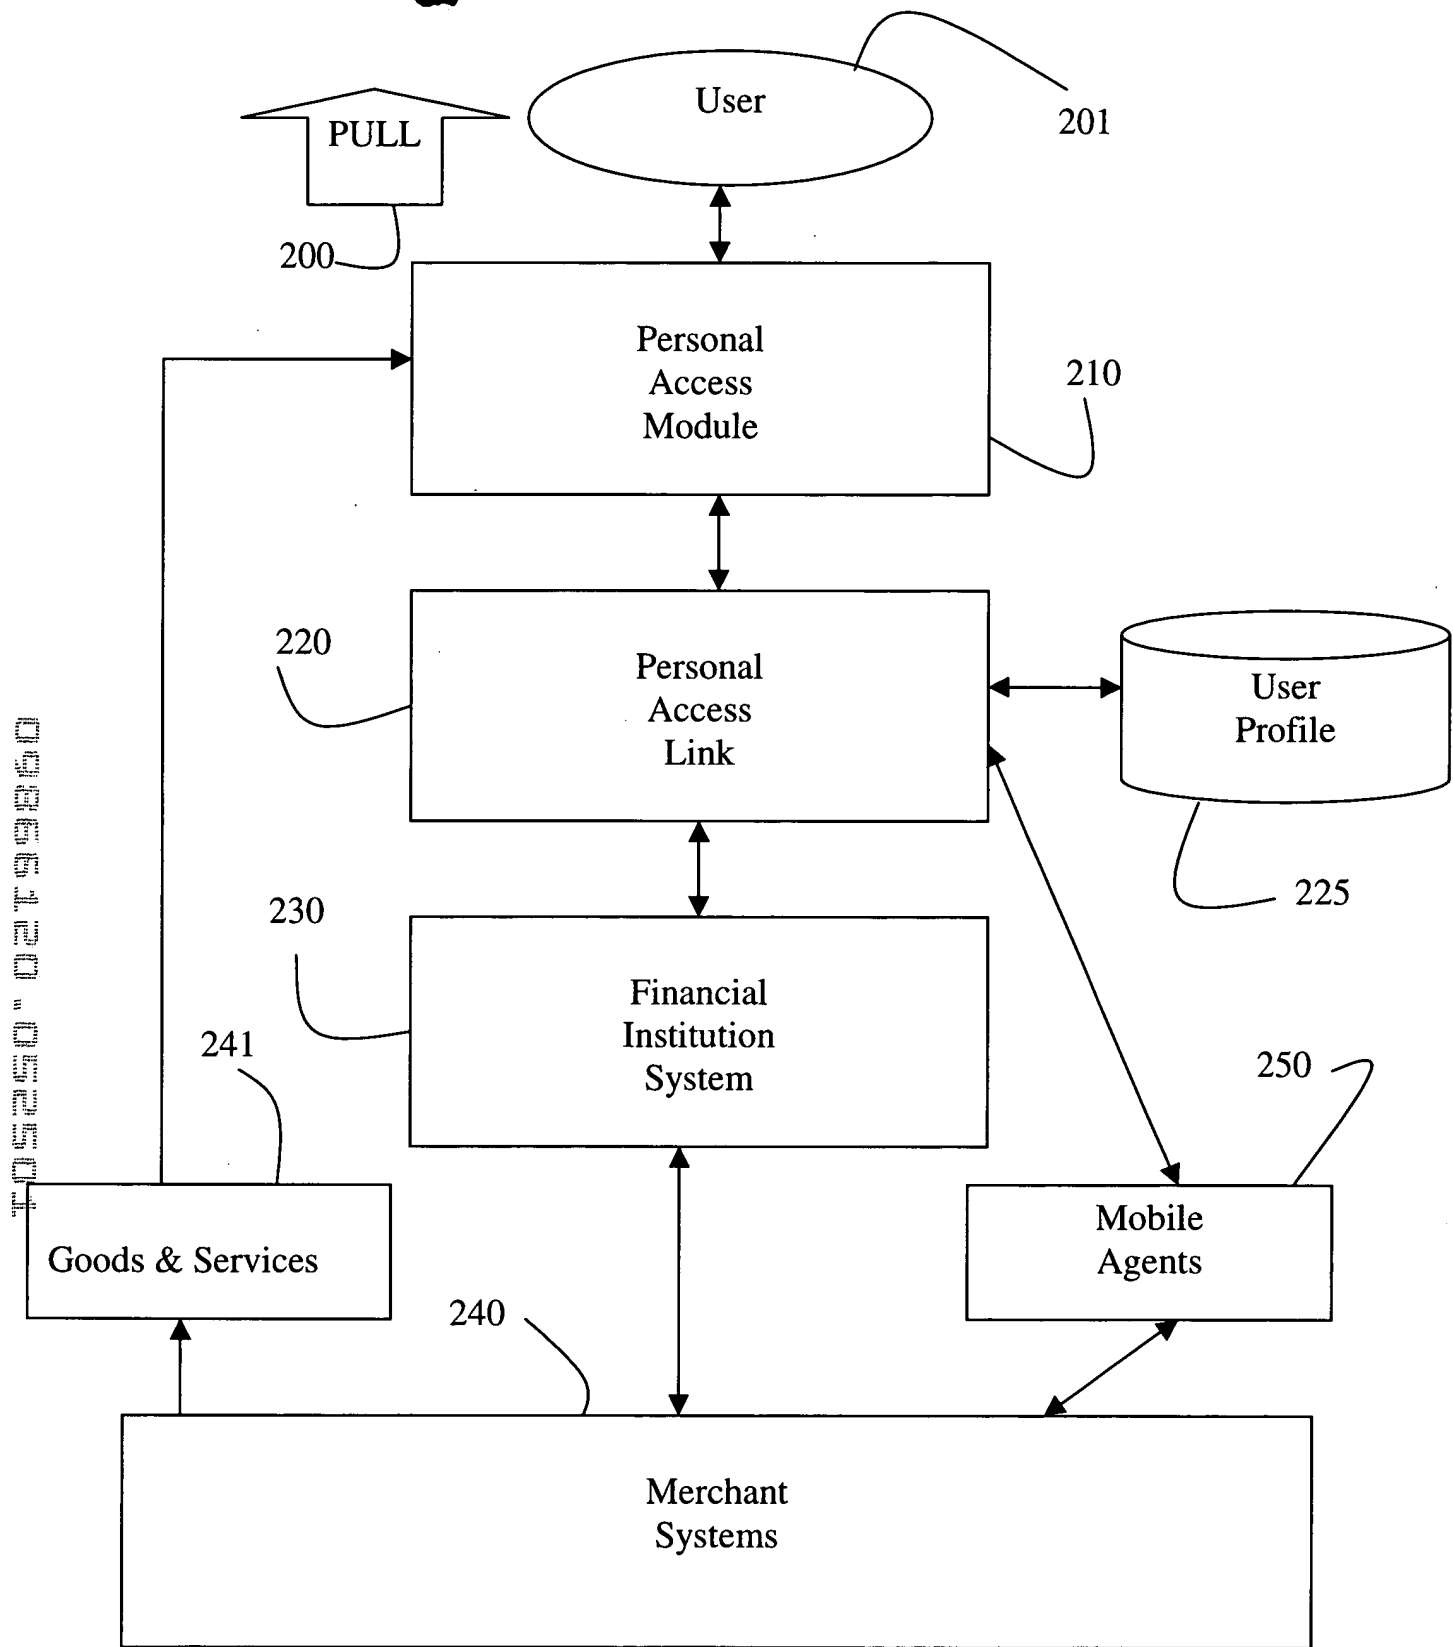 User
201
PULL
200
Personal
Access
Module
210
220
Personal
Access
Link
User
Profile
225
230
Financial
Institution
System
241
250
Goods & Services
Mobile
Agents
240
Merchant
Systems